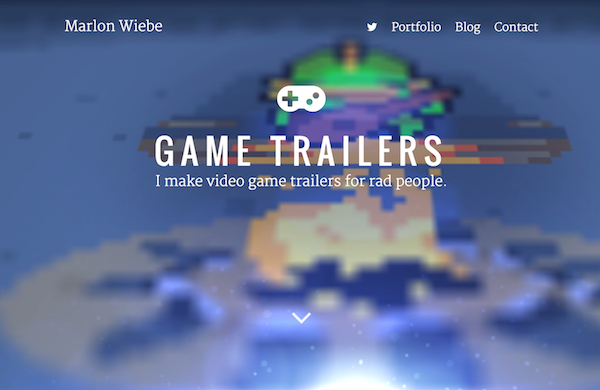 Marlon Wiebe
Portfolio Blog Contact
GAME TRAILERS
I make video game trailers for rad people.